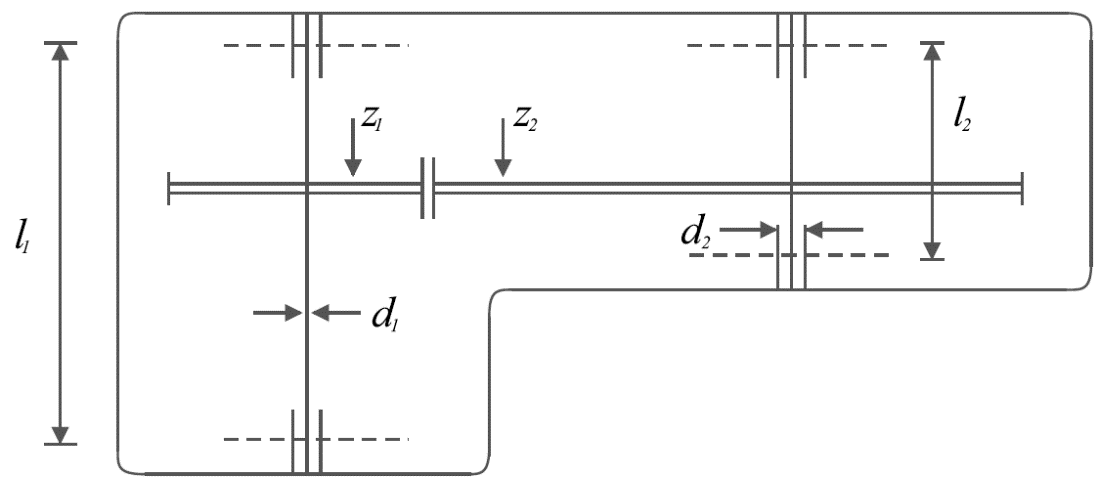 z₁ z₂ l₂
l₁ d₂
d₁